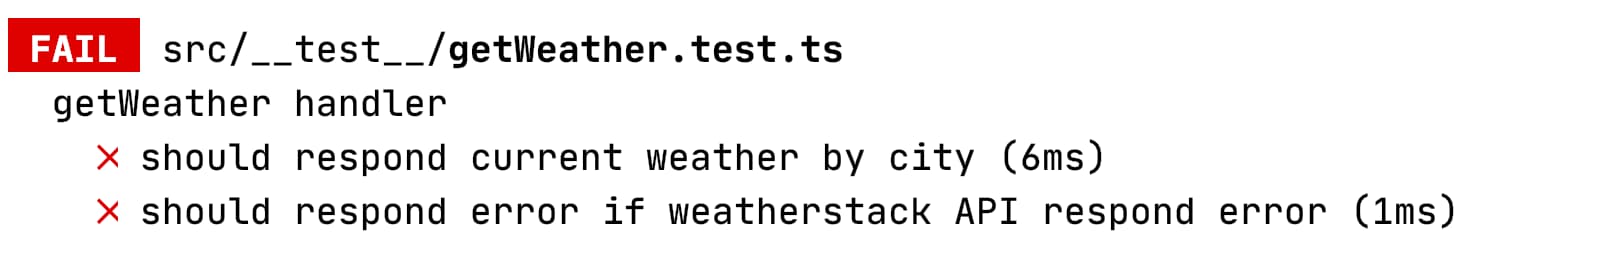 FAIL src/__test__/getWeather.test.ts
getWeather handler
✕ should respond current weather by city (6ms)
✕ should respond error if weatherstack API respond error (1ms)